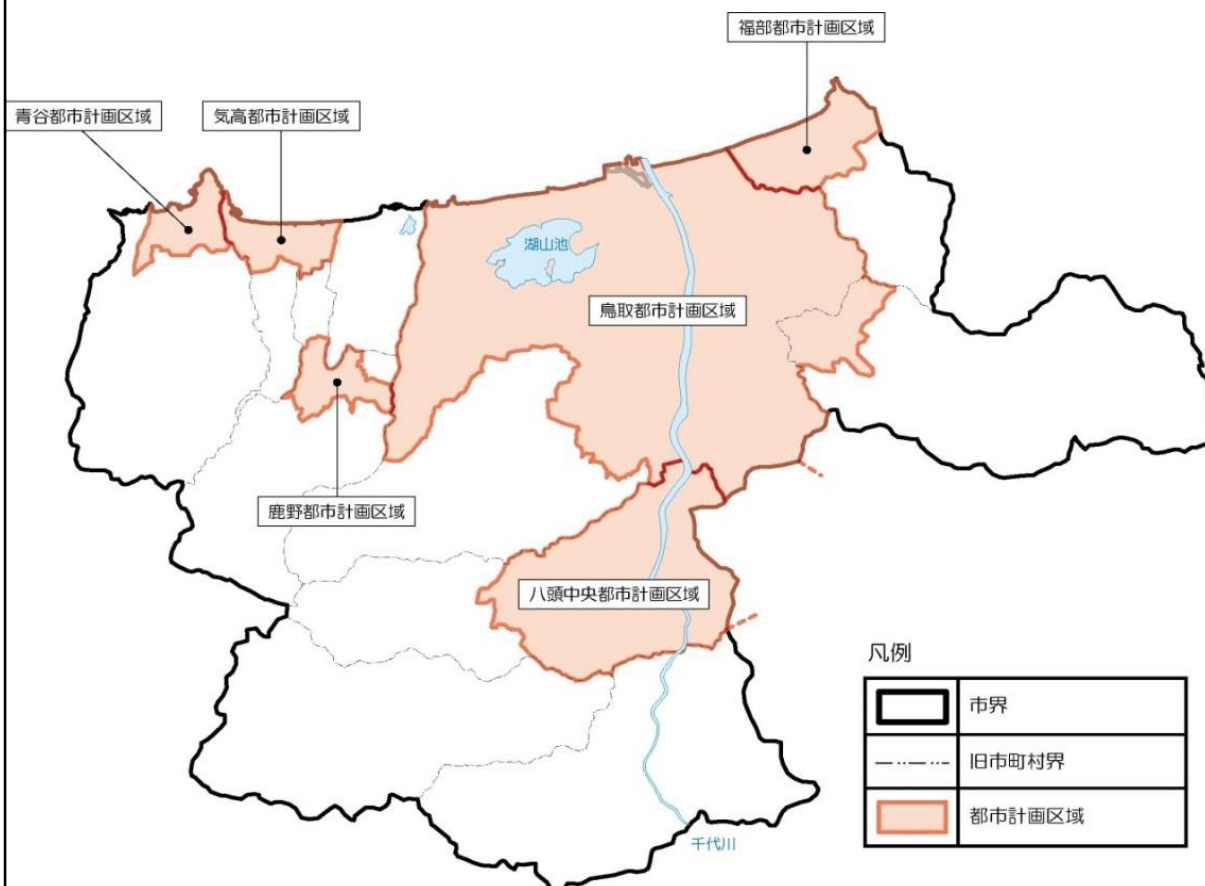 福部都市計画区域
青谷都市計画区域
気高都市計画区域
湖山池
鳥取都市計画区域
鹿野都市計画区域
八頭中央都市計画区域
凡例
市界
旧市町村界
都市計画区域
千代川